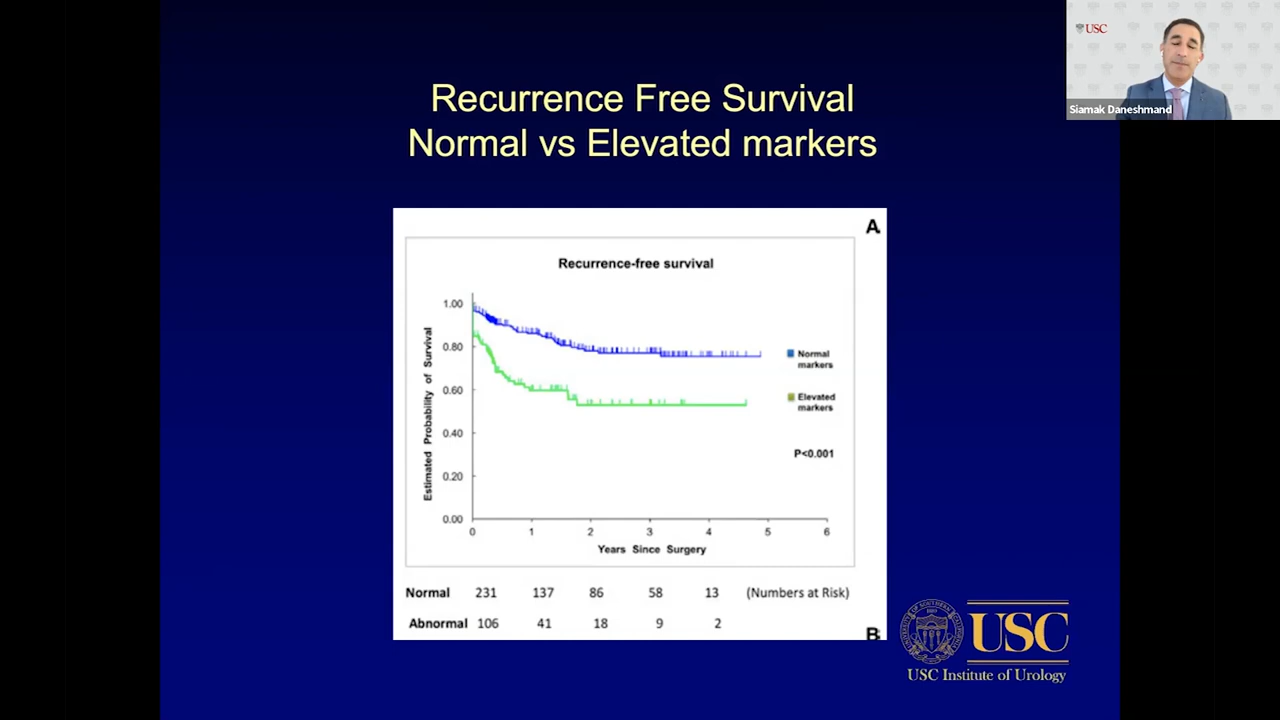 Recurrence Free Survival
Normal vs Elevated markers
USC
Siamak Daneshmand
A
Recurrence-free survival
Estimated Probability of Survival
1.00
0.80
0.60
0.40
0.20
0.00
0 1 2 3 4 5 6
Years Since Surgery
Normal
markers
Elevated
markers
P<0.001
Normal 231 137 86 58 13 (Numbers at Risk)
Abnormal 106 41 18 9 2
B
USC
USC Institute of Urology